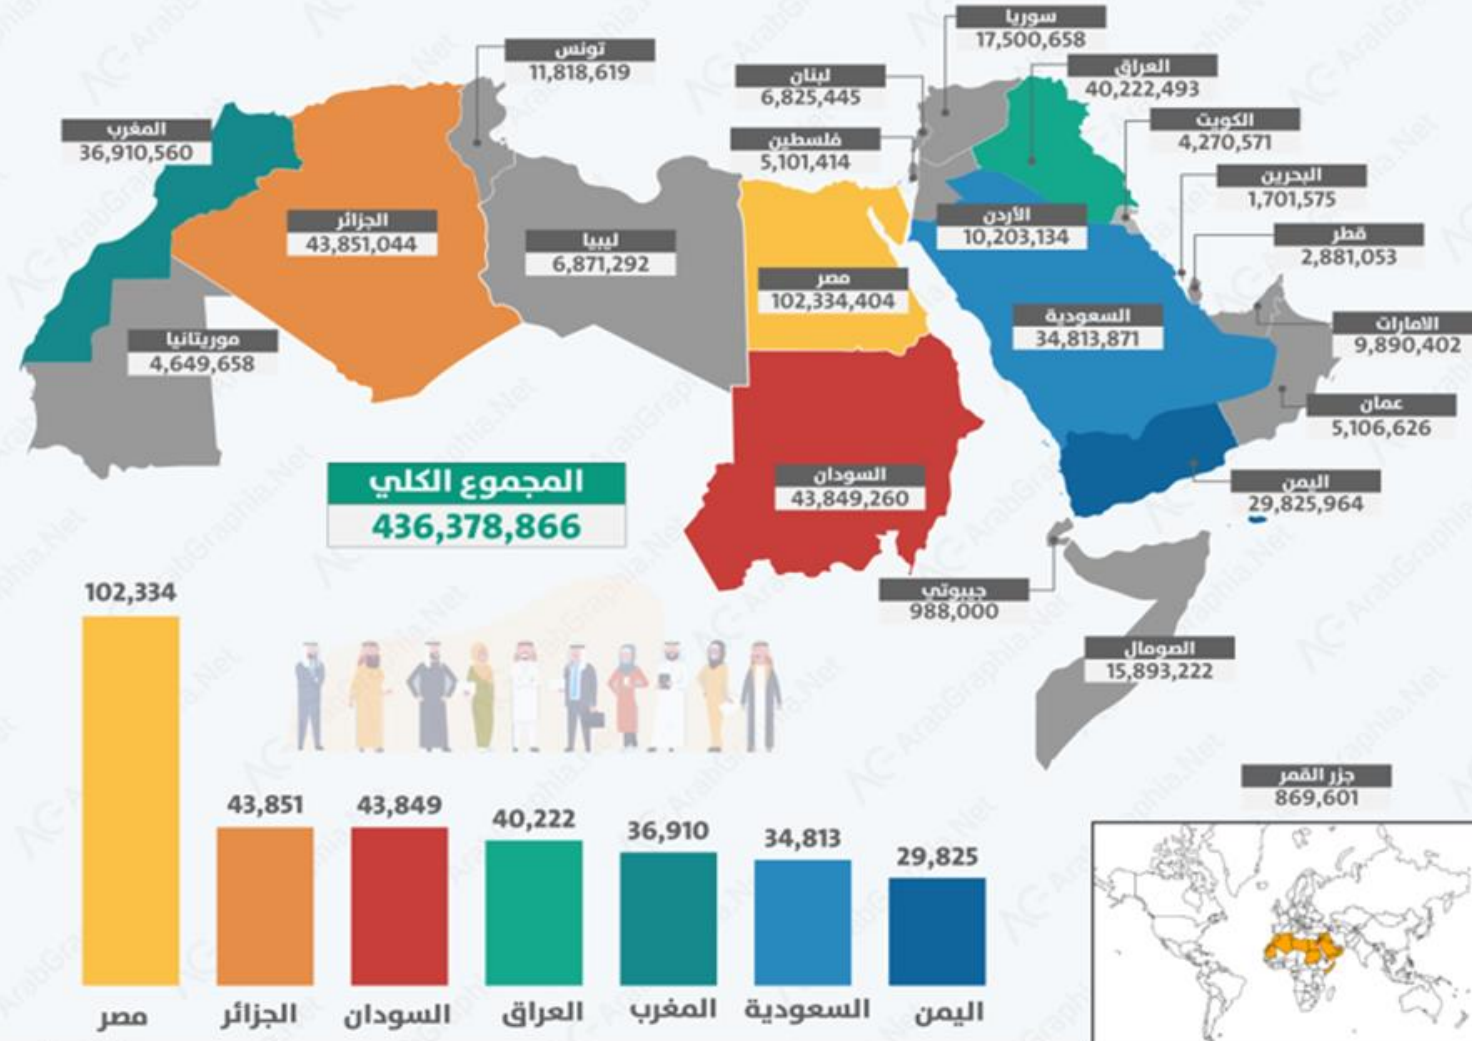 سوريا
17,500,658
تونس
11,818,619
العراق
40,222,493
لبنان
6,825,445
الكويت
4,270,571
المغرب
36,910,560
فلسطين
5,101,414
البحرين
1,701,575
الجزائر
43,851,044
الأردن
10,203,134
قطر
2,881,053
ليبيا
6,871,292
مصر
102,334,404
السعودية
34,813,871
الامارات
9,890,402
موريتانيا
4,649,658
عمان
5,106,626
السودان
43,849,260
اليمن
29,825,964
المجموع الكلي
436,378,866
جيبوتي
988,000
الصومال
15,893,222
جزر القمر
869,601
102,334
43,851
43,849
40,222
36,910
34,813
29,825
مصر
الجزائر
السودان
العراق
المغرب
السعودية
اليمن
AG ArabGraphia.Net